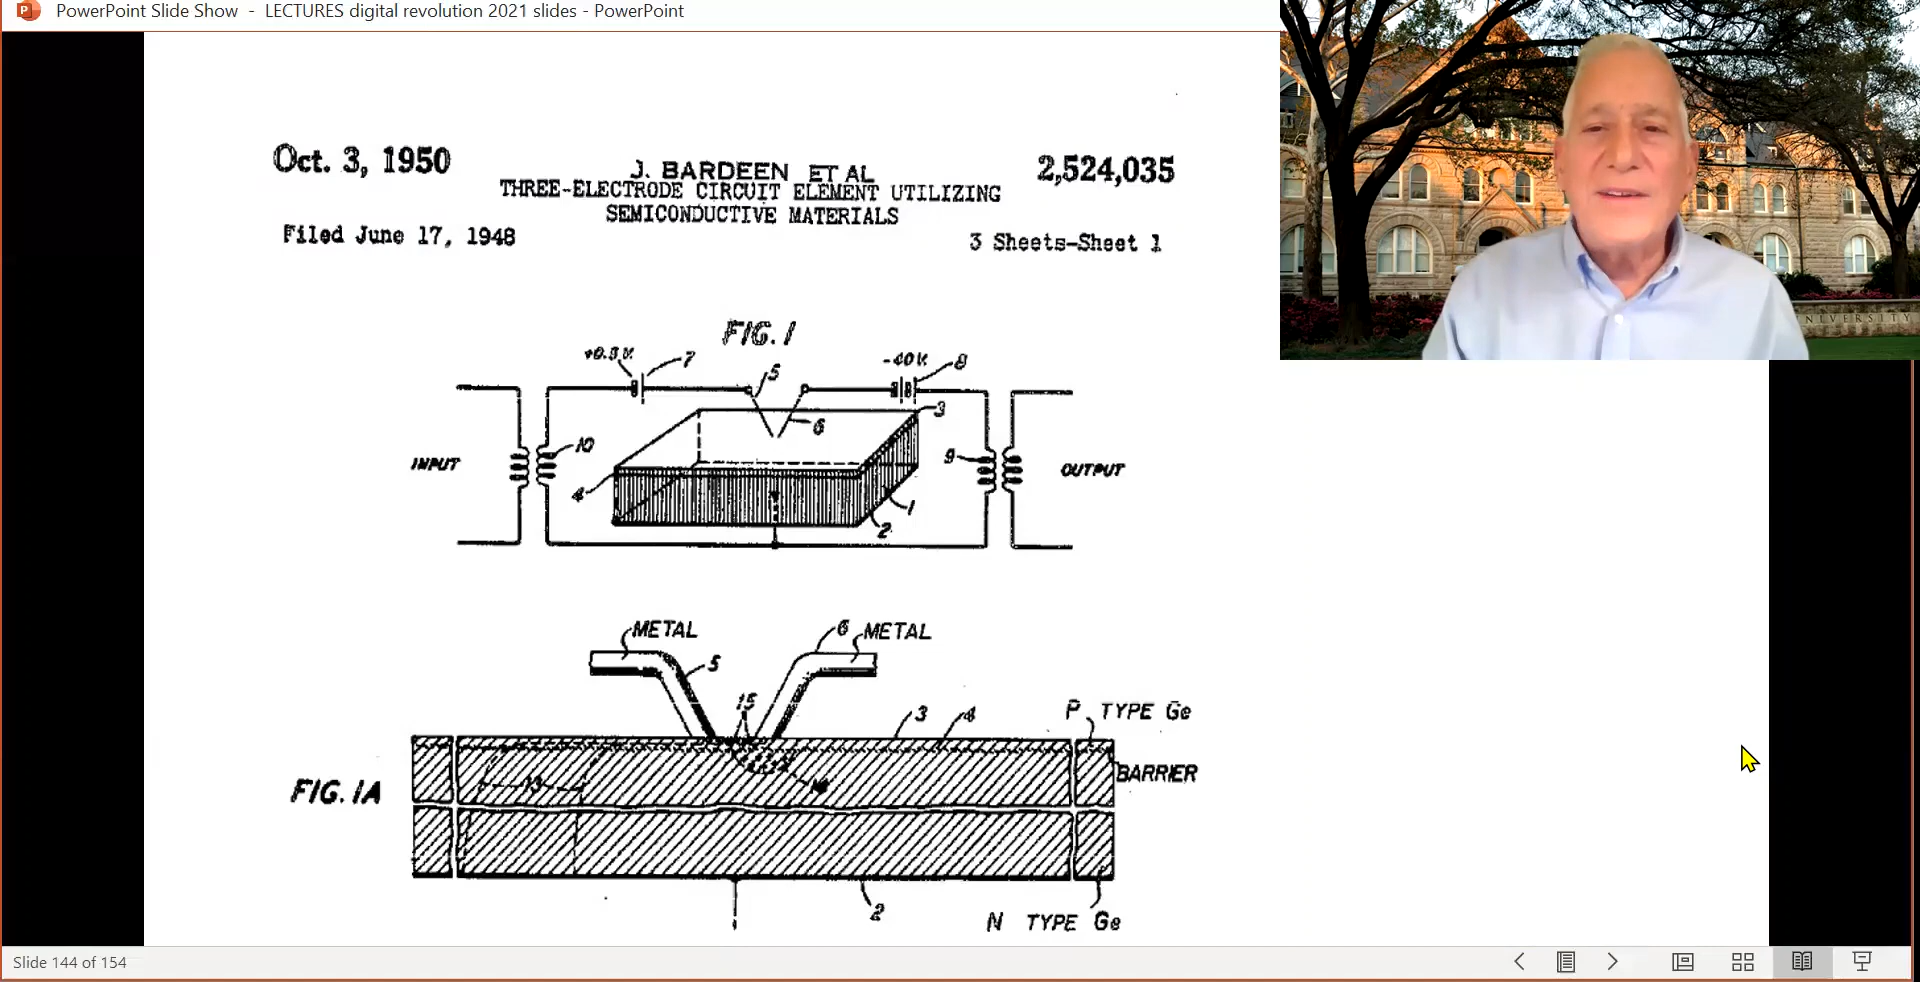 PowerPoint Slide Show - LECTURES digital revolution 2021 slides - PowerPoint
Oct. 3, 1950
J. BARDEEN ET AL
2,524,035
THREE-ELECTRODE CIRCUIT ELEMENT UTILIZING
SEMICONDUCTIVE MATERIALS
Filed June 17, 1948
3 Sheets-Sheet 1
FIG. 1
7
5
-40 V.
8
3
6
10
INPUT
9
OUTPUT
4
1
2
METAL
6
METAL
5
15
3
4
P TYPE Ge
FIG. 1A
13
BARRIER
2
N TYPE Ge
NIVERSITY
Slide 144 of 154